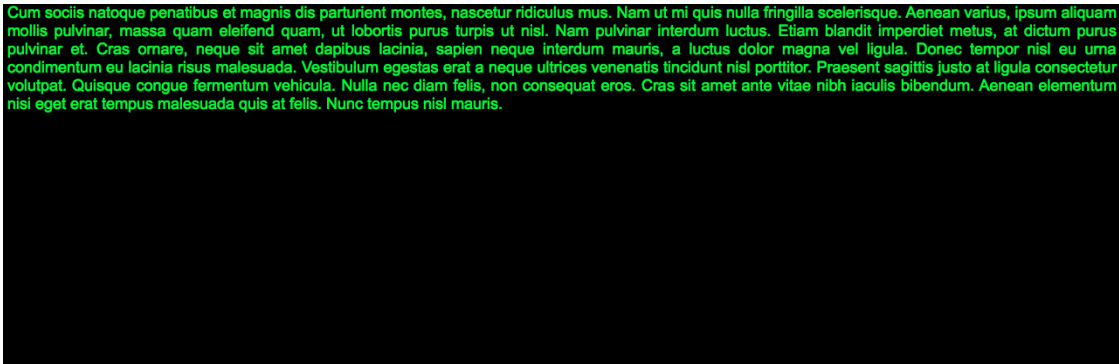 Cum sociis natoque penatibus et magnis dis parturient montes, nascetur ridiculus mus. Nam ut mi quis nulla fringilla scelerisque. Aenean varius, ipsum aliquam
mollis pulvinar, massa quam eleifend quam, ut lobortis purus turpis ut nisl. Nam pulvinar interdum luctus. Etiam blandit imperdiet metus, at dictum purus
pulvinar et. Cras ornare, neque sit amet dapibus lacinia, sapien neque interdum mauris, a luctus dolor magna vel ligula. Donec tempor nisl eu urna
condimentum eu lacinia risus malesuada. Vestibulum egestas erat a neque ultrices venenatis tincidunt nisl porttitor. Praesent sagittis justo at ligula consectetur
volutpat. Quisque congue fermentum vehicula. Nulla nec diam felis, non consequat eros. Cras sit amet ante vitae nibh iaculis bibendum. Aenean elementum
nisi eget erat tempus malesuada quis at felis. Nunc tempus nisl mauris.